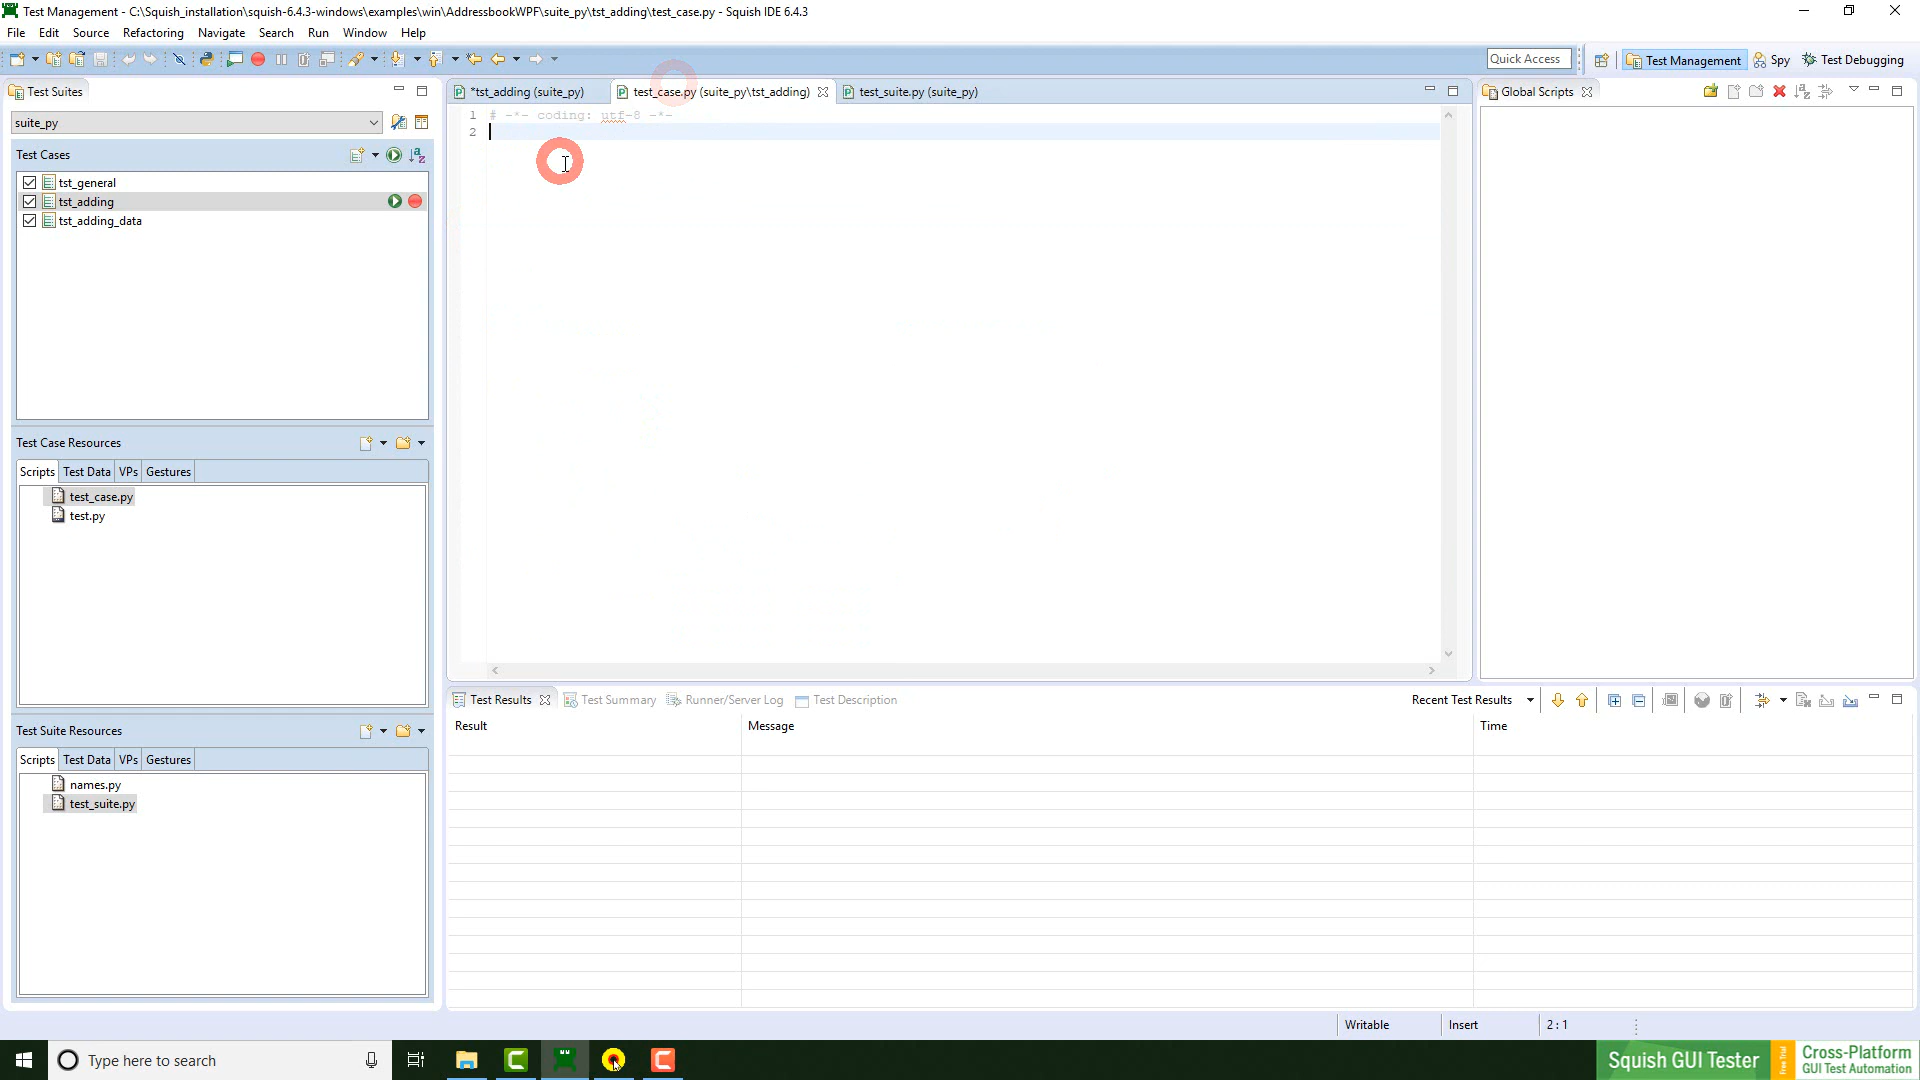 Test Management - C:\Squish_installation\squish-6.4.3-windows\examples\win\AddressbookWPF\suite_py\tst_adding\test_case.py - Squish IDE 6.4.3
File Edit Source Refactoring Navigate Search Run Window Help
Quick Access
Test Management
Spy
Test Debugging
Test Suites
*tst_adding (suite_py)
test_case.py (suite_py\tst_adding)
test_suite.py (suite_py)
Global Scripts
suite_py
1 # -*- coding: utf-8 -*-
2
Test Cases
tst_general
tst_adding
tst_adding_data
Test Case Resources
Scripts Test Data VPs Gestures
test_case.py
test.py
Test Suite Resources
Scripts Test Data VPs Gestures
names.py
test_suite.py
Test Results Test Summary Runner/Server Log Test Description
Recent Test Results
Result Message Time
Writable Insert 2 : 1
Type here to search
Squish GUI Tester
Free Trial
Cross-Platform
GUI Test Automation